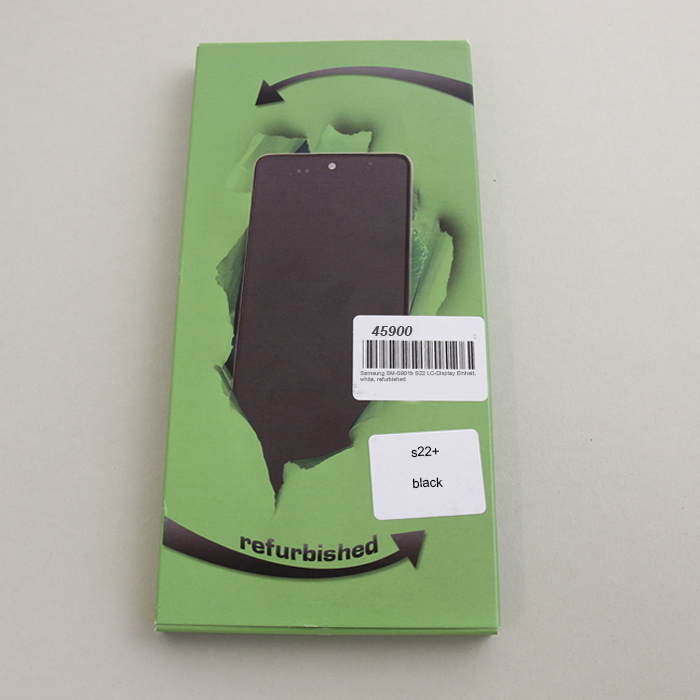 45900
Samsung SM-S901b S22 LC-Display Einheit,
white, refurbished
s22+
black
refurbished